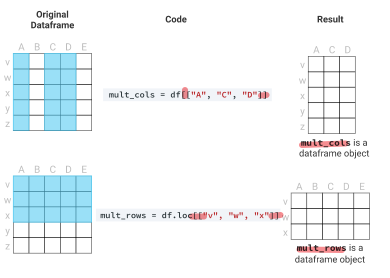 Original
Dataframe
Code
Result
A B C D E
v
w
x
y
z
mult_cols = df[["A", "C", "D"]]
A C D
v
w
x
y
z
mult_cols is a
dataframe object
A B C D E
v
w
x
y
z
mult_rows = df.loc[["v", "w", "x"]]
A B C D E
v
w
x
mult_rows is a
dataframe object